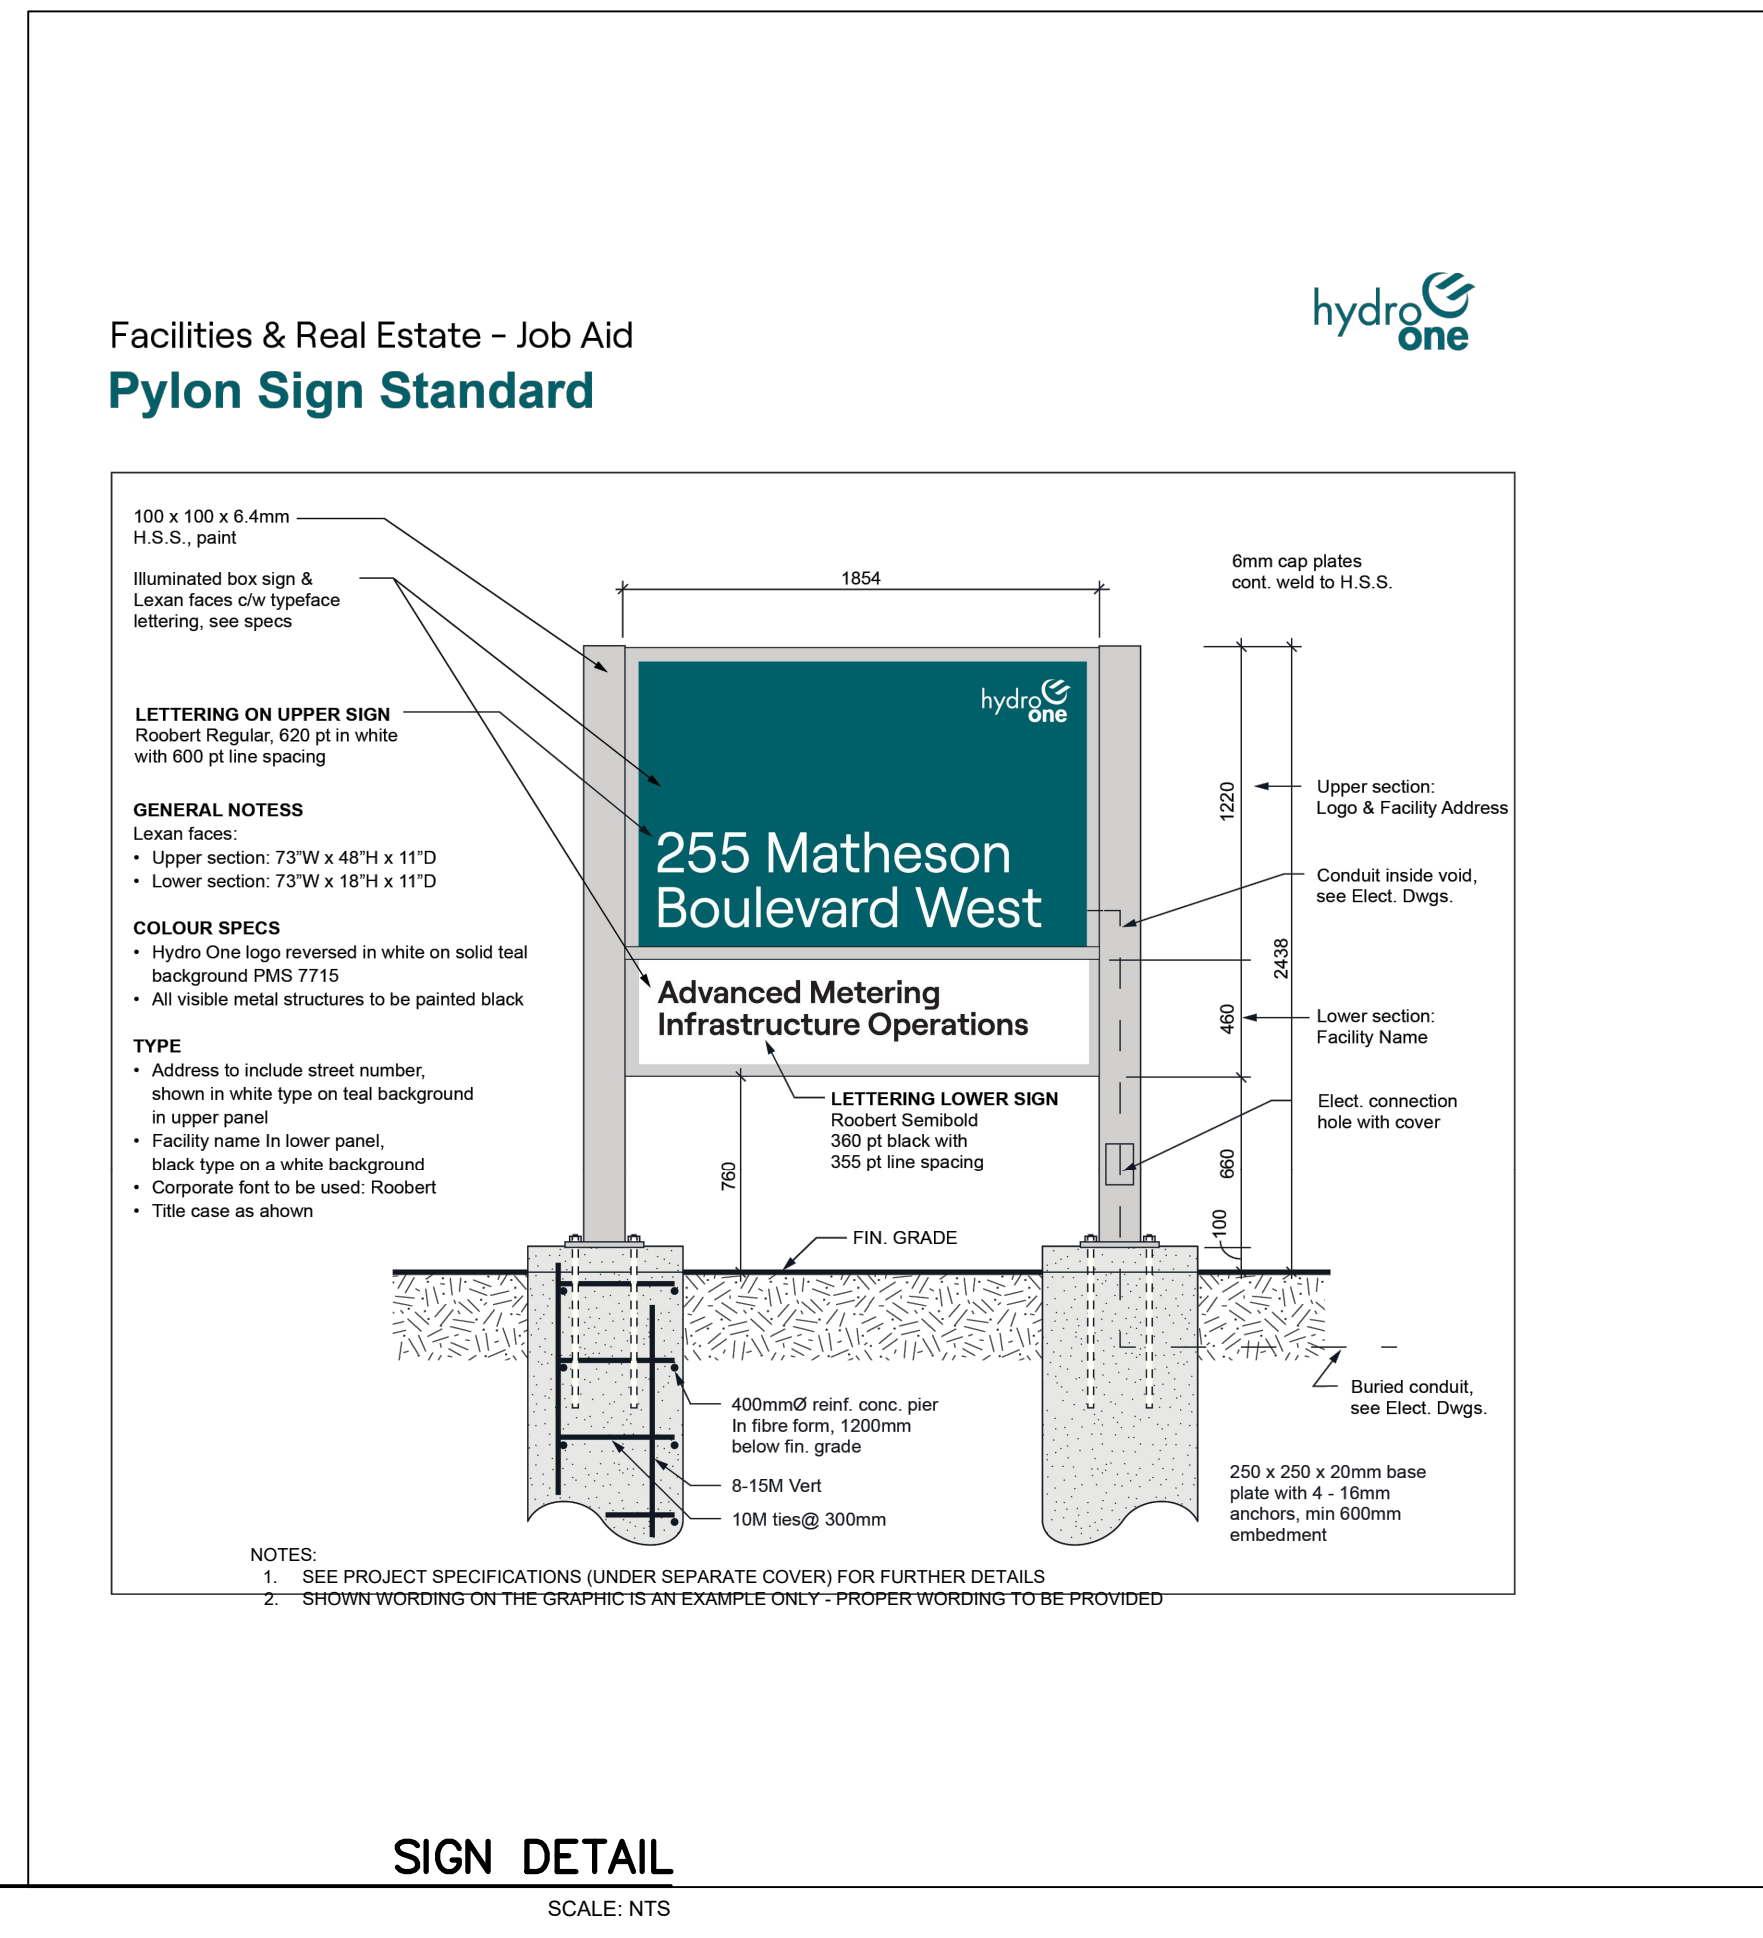 hydro
one
Facilities & Real Estate - Job Aid
Pylon Sign Standard
100 x 100 x 6.4mm
H.S.S., paint
Illuminated box sign &
Lexan faces c/w typeface
lettering, see specs
LETTERING ON UPPER SIGN
Roobert Regular, 620 pt in white
with 600 pt line spacing
GENERAL NOTESS
Lexan faces:
• Upper section: 73”W x 48”H x 11”D
• Lower section: 73”W x 18”H x 11”D
COLOUR SPECS
• Hydro One logo reversed in white on solid teal
background PMS 7715
• All visible metal structures to be painted black
TYPE
• Address to include street number,
shown in white type on teal background
in upper panel
• Facility name In lower panel,
black type on a white background
• Corporate font to be used: Roobert
• Title case as ahown
1854
6mm cap plates
cont. weld to H.S.S.
hydro
one
255 Matheson
Boulevard West
Advanced Metering
Infrastructure Operations
LETTERING LOWER SIGN
Roobert Semibold
360 pt black with
355 pt line spacing
760
FIN. GRADE
1220
2438
460
660
100
Upper section:
Logo & Facility Address
Conduit inside void,
see Elect. Dwgs.
Lower section:
Facility Name
Elect. connection
hole with cover
Buried conduit,
see Elect. Dwgs.
400mmØ reinf. conc. pier
In fibre form, 1200mm
below fin. grade
8-15M Vert
10M ties@ 300mm
250 x 250 x 20mm base
plate with 4 - 16mm
anchors, min 600mm
embedment
NOTES:
1. SEE PROJECT SPECIFICATIONS (UNDER SEPARATE COVER) FOR FURTHER DETAILS
2. SHOWN WORDING ON THE GRAPHIC IS AN EXAMPLE ONLY - PROPER WORDING TO BE PROVIDED
SIGN DETAIL
SCALE: NTS